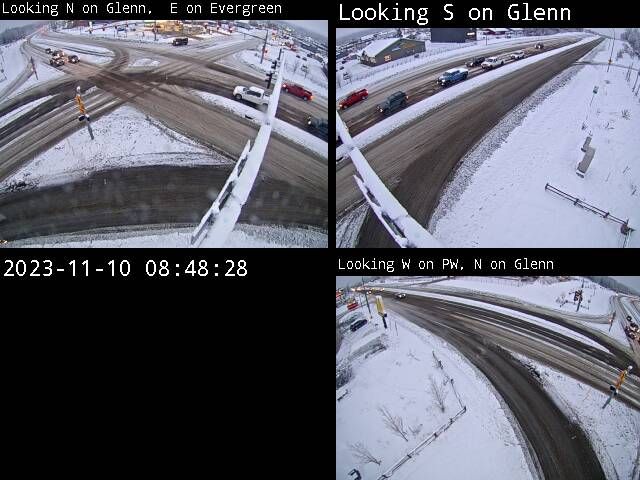 Looking N on Glenn,  E on Evergreen
Looking S on Glenn
2023-11-10 08:48:28
Looking W on PW, N on Glenn